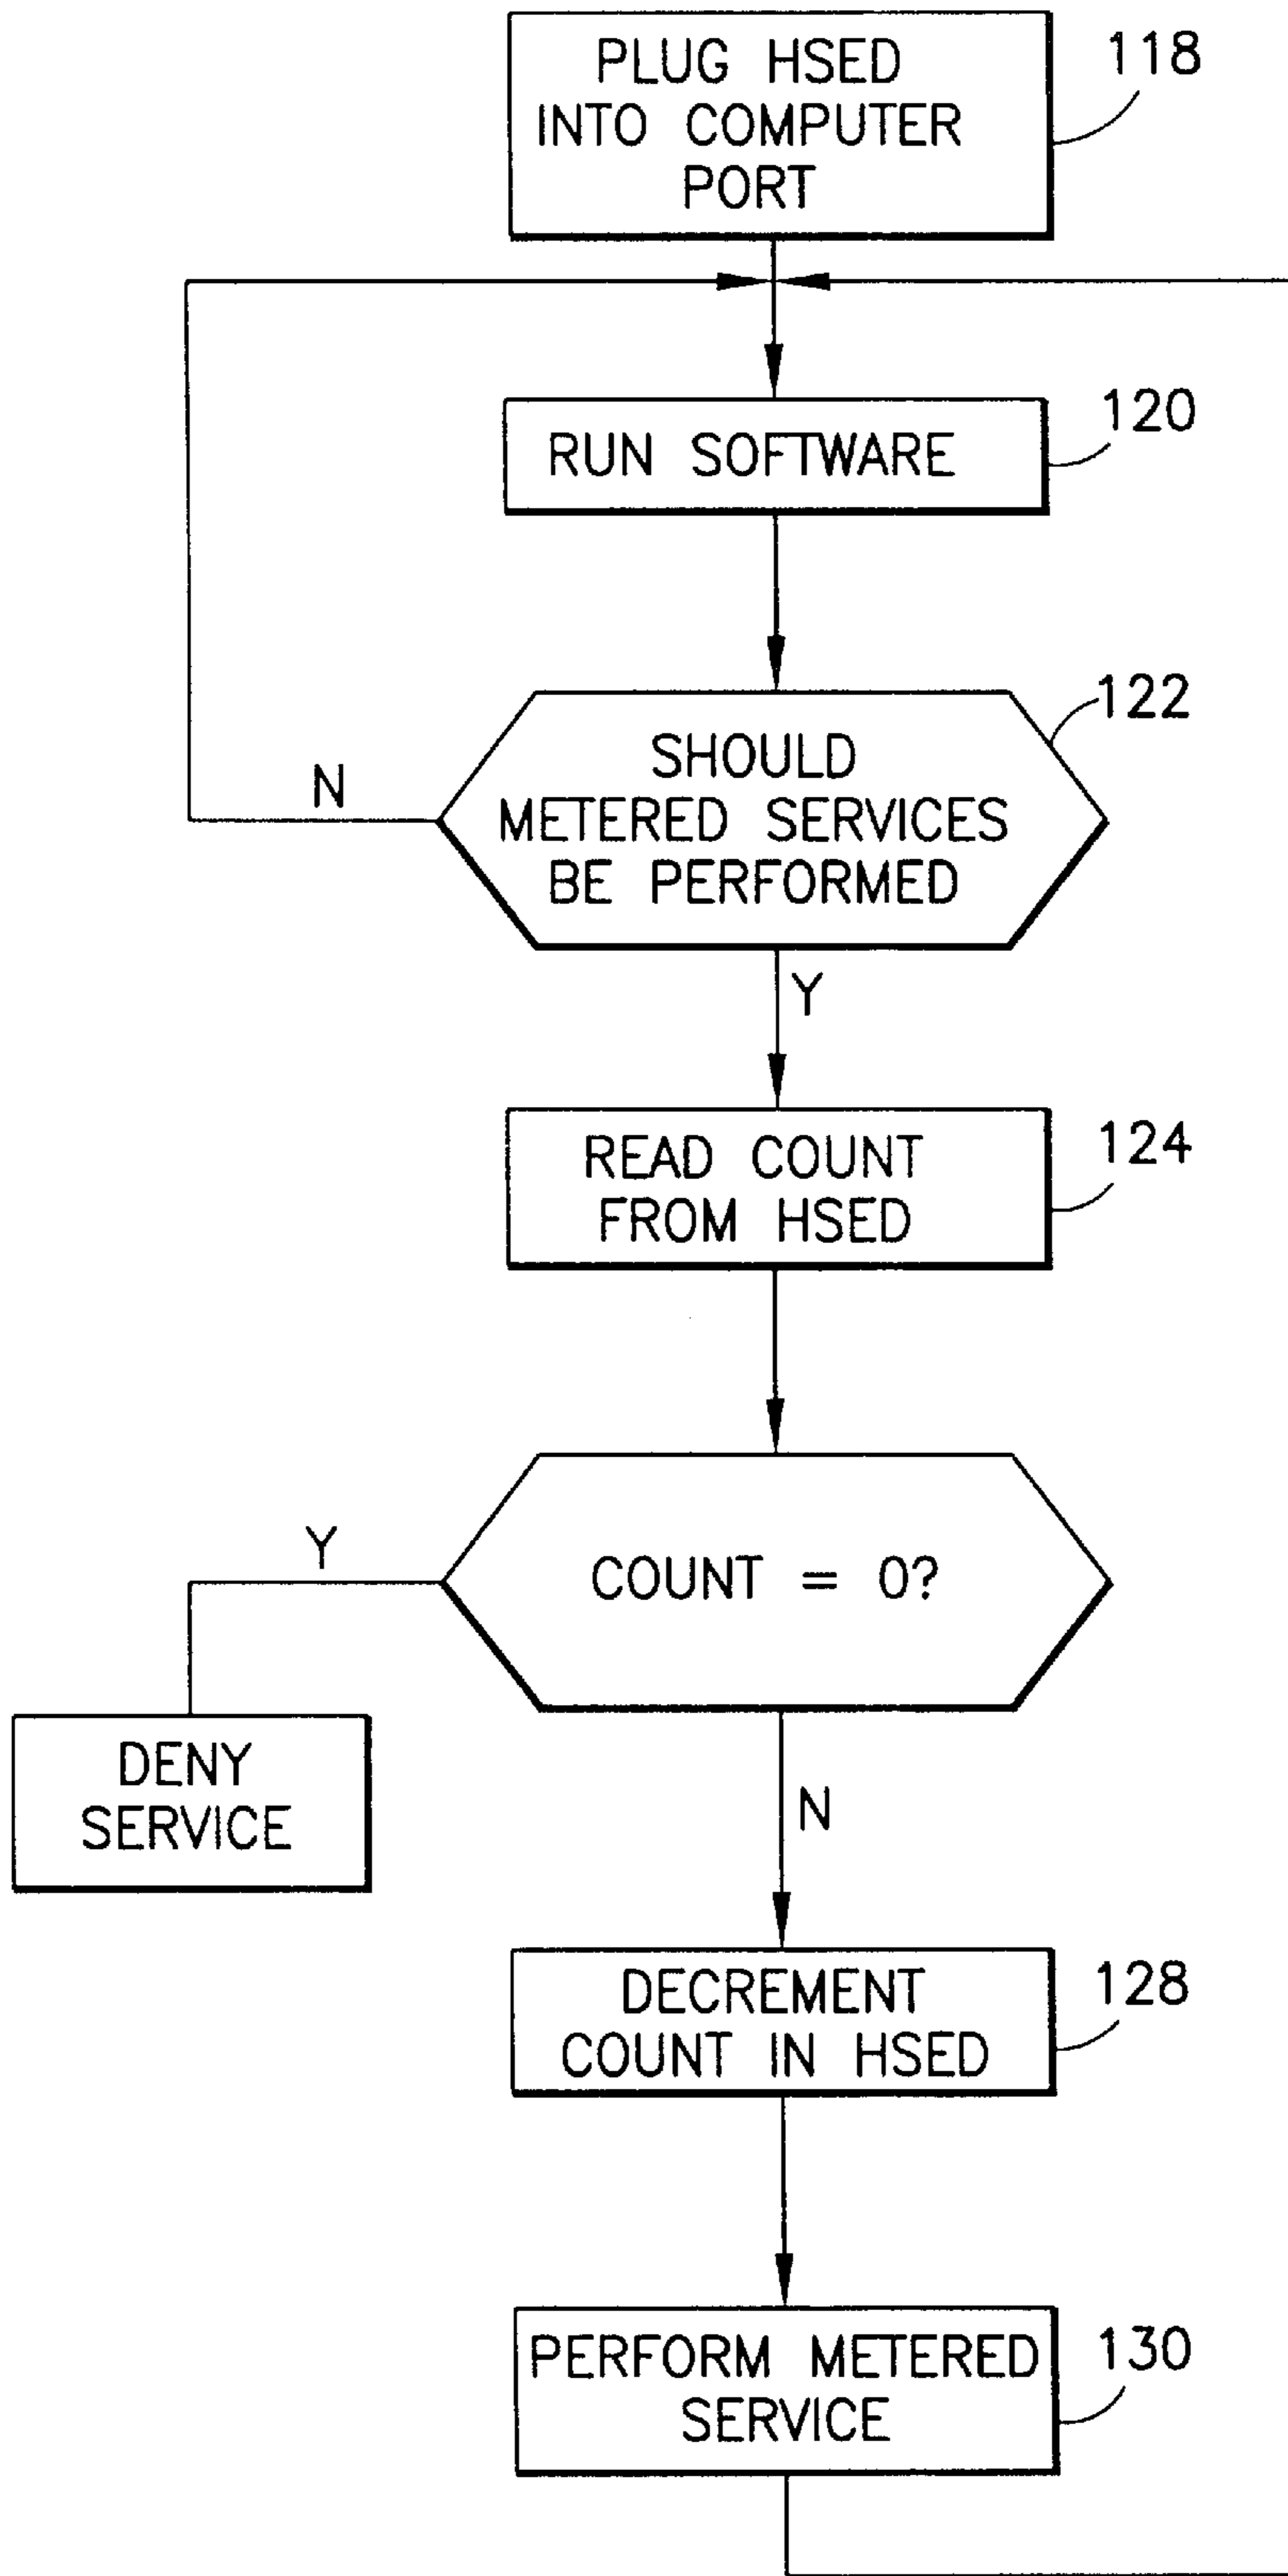 PLUG HSED
INTO COMPUTER
PORT
118
RUN SOFTWARE
120
SHOULD
METERED SERVICES
BE PERFORMED
122
N
Y
READ COUNT
FROM HSED
124
COUNT = 0?
Y
DENY
SERVICE
N
DECREMENT
COUNT IN HSED
128
PERFORM METERED
SERVICE
130